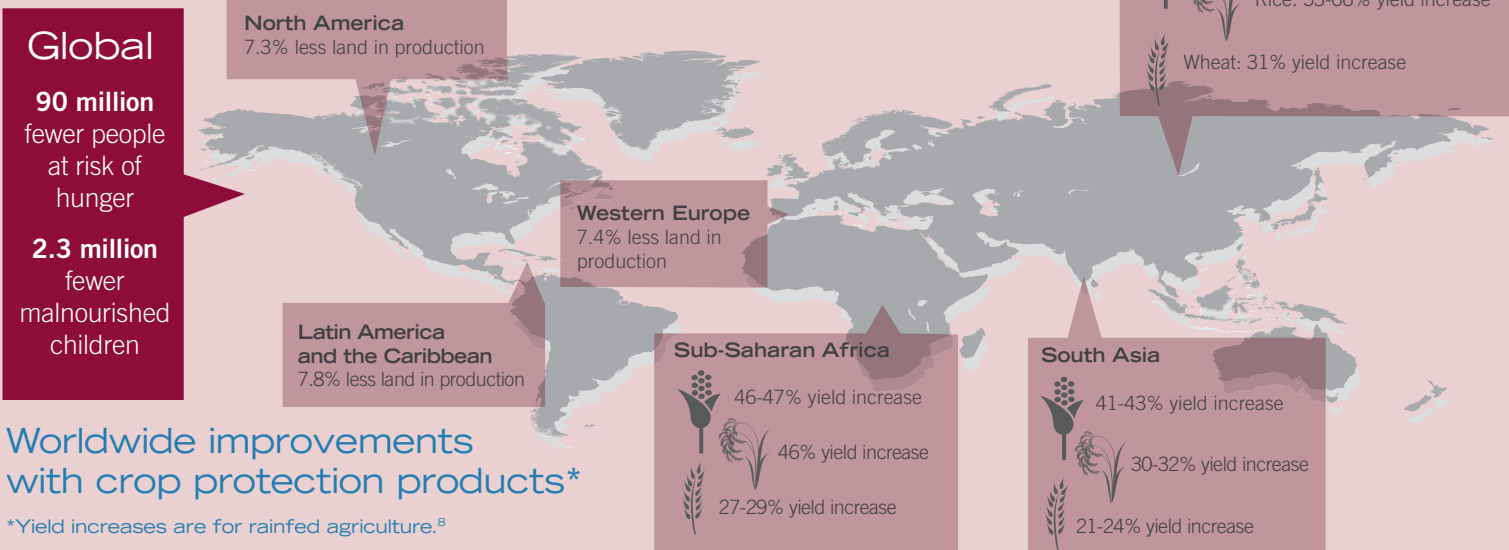 Global
90 million
fewer people
at risk of
hunger
2.3 million
fewer
malnourished
children
North America
7.3% less land in production
Wheat: 31% yield increase
Western Europe
7.4% less land in
production
Latin America
and the Caribbean
7.8% less land in production
Sub-Saharan Africa
46-47% yield increase
46% yield increase
27-29% yield increase
South Asia
41-43% yield increase
30-32% yield increase
21-24% yield increase
Worldwide improvements
with crop protection products*
*Yield increases are for rainfed agriculture.8